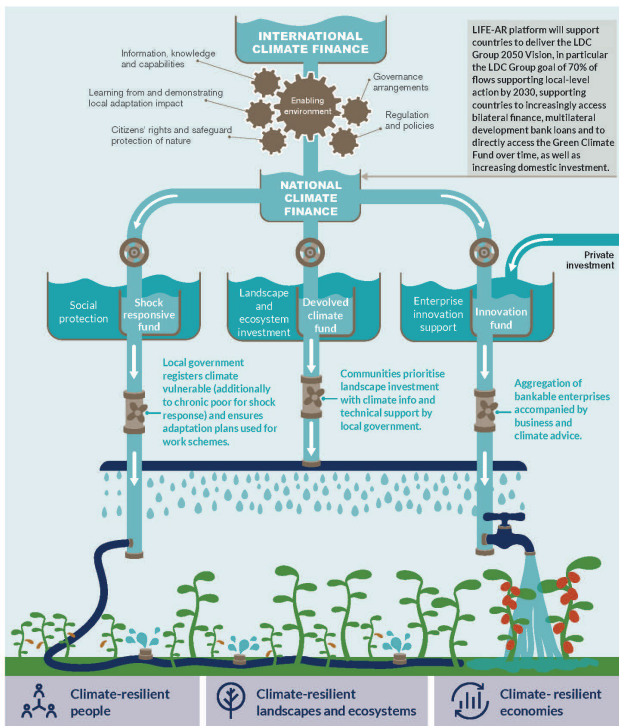 INTERNATIONAL
CLIMATE FINANCE
Information, knowledge
and capabilities
Learning from and demonstrating
local adaptation impact
Citizens' rights and safeguard
protection of nature
Enabling
environment
Governance
arrangements
Regulation
and policies
LIFE-AR platform will support
countries to deliver the LDC
Group 2050 Vision, in particular
the LDC Group goal of 70% of
flows supporting local-level
action by 2030, supporting
countries to increasingly access
bilateral finance, multilateral
development bank loans and to
directly access the Green Climate
Fund over time, as well as
increasing domestic investment.
NATIONAL
CLIMATE
FINANCE
Private
investment
Social
protection
Shock
responsive
fund
Landscape
and
ecosystem
investment
Devolved
climate
fund
Enterprise
innovation
support
Innovation
fund
Local government
registers climate
vulnerable (additionally
to chronic poor for shock
response) and ensures
adaptation plans used for
work schemes.
Communities prioritise
landscape investment
with climate info and
technical support by
local government.
Aggregation of
bankable enterprises
accompanied by
business and
climate advice.
Climate-resilient
people
Climate-resilient
landscapes and ecosystems
Climate- resilient
economies